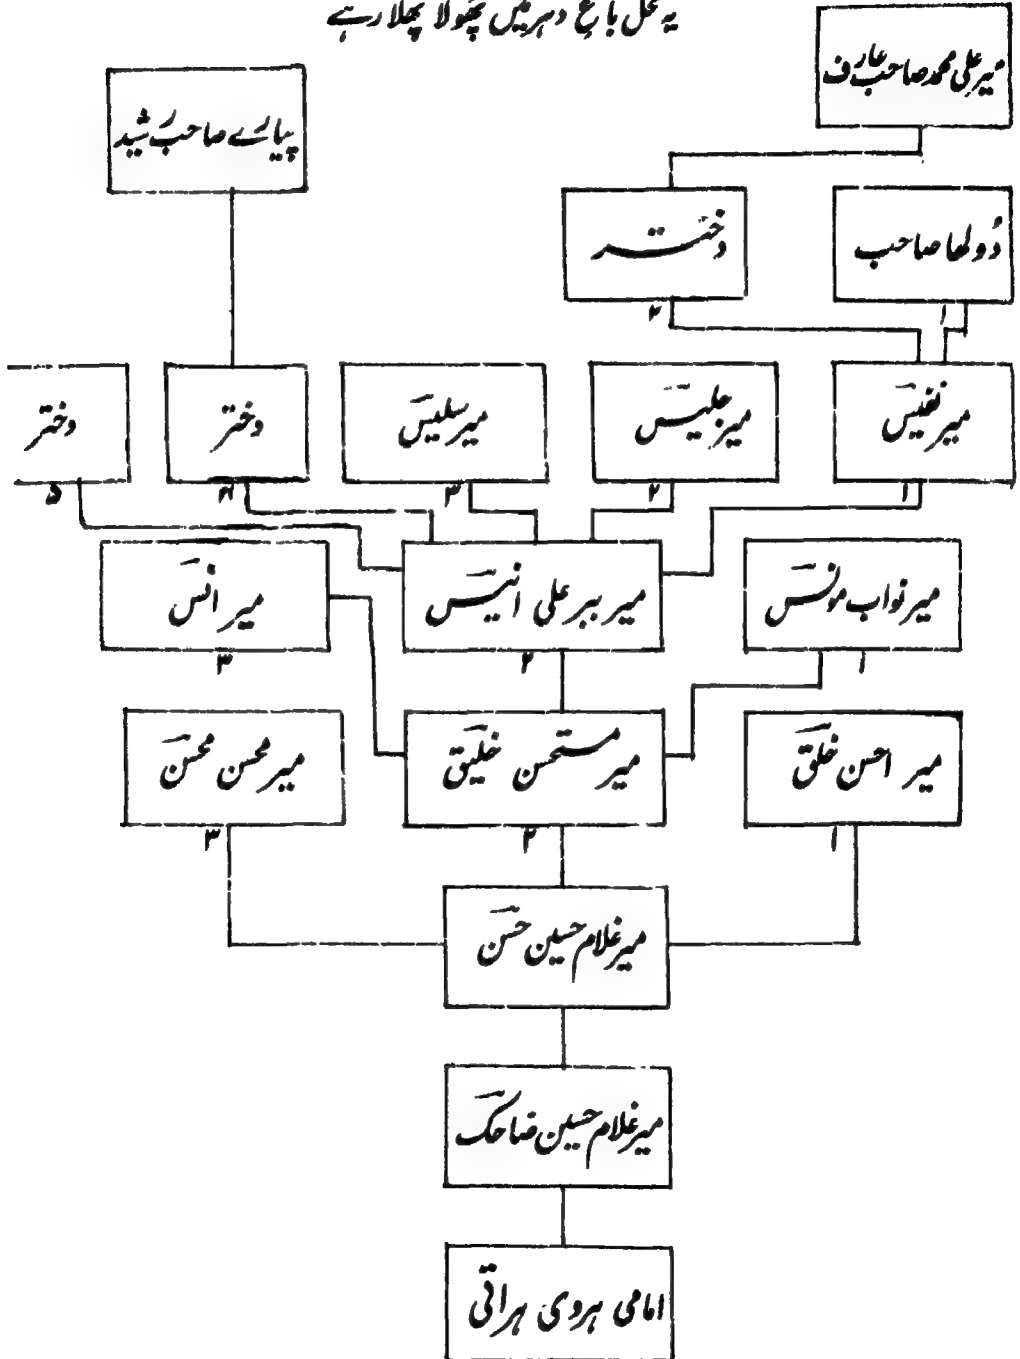 یہ نخل باغِ دہر میں پھولا پھلا رہے
میر علی محمد صاحب عارف
پیارے صاحب رشید
دُولھا صاحب
۱
دختر
۲
میر نفیسؔ
۱
میر جلیسؔ
۲
میر سلیسؔ
۳
دختر
۴
دختر
۵
میر نواب مونسؔ
۱
میر ببر علی انیسؔ
۲
میر انسؔ
۳
میر احسن خلقؔ
۱
میر مستحسن خلیقؔ
۲
میر محسن محسنؔ
۳
میر غلام حسین حسنؔ
میر غلام حسین ضاحکؔ
امامی ہروی ہراتی